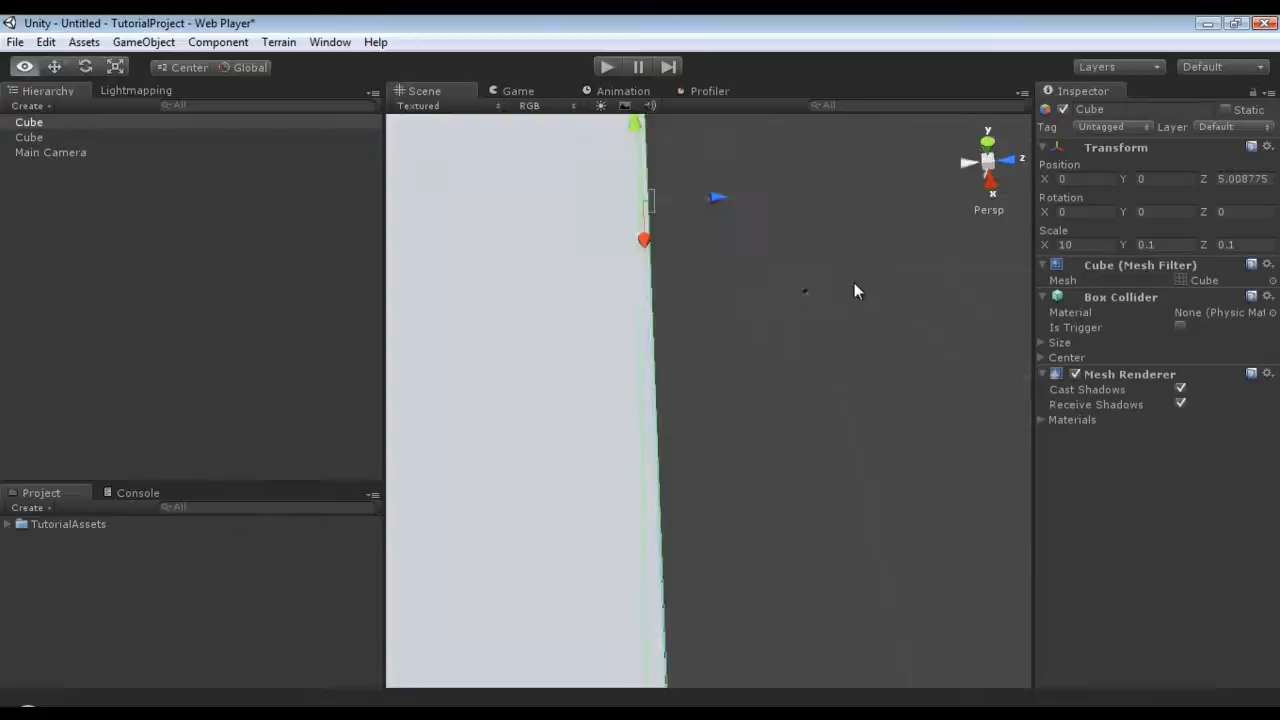 Unity - Untitled - TutorialProject - Web Player*
File Edit Assets GameObject Component Terrain Window Help
Center Global Layers Default
Hierarchy Lightmapping Scene Game Animation Profiler Inspector
Create All Textured RGB All Cube Static
Cube
Tag Untagged Layer Default
Cube
y
Transform
Main Camera
z
Position
X 0 Y 0 Z 5.008775
x
Rotation
Persp
X 0 Y 0 Z 0
Scale
X 10 Y 0.1 Z 0.1
Cube (Mesh Filter)
Mesh Cube
Box Collider
Material None (Physic Mat
Is Trigger
Size
Center
Mesh Renderer
Cast Shadows
Receive Shadows
Materials
Project Console
Create All
TutorialAssets